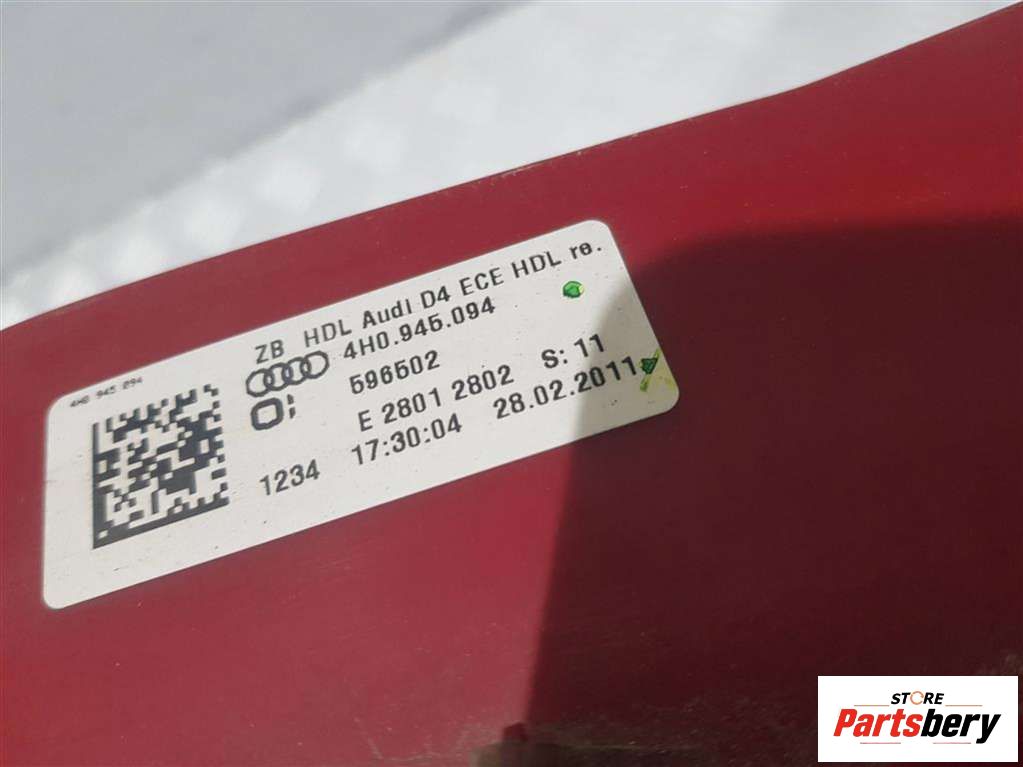 ZB HDL Audi D4 ECE HDL re.
4H0.945.094
4H0 945 094
596502
E 2801 2802 S: 11
1234 17:30:04 28.02.2011
STORE
Partsbery